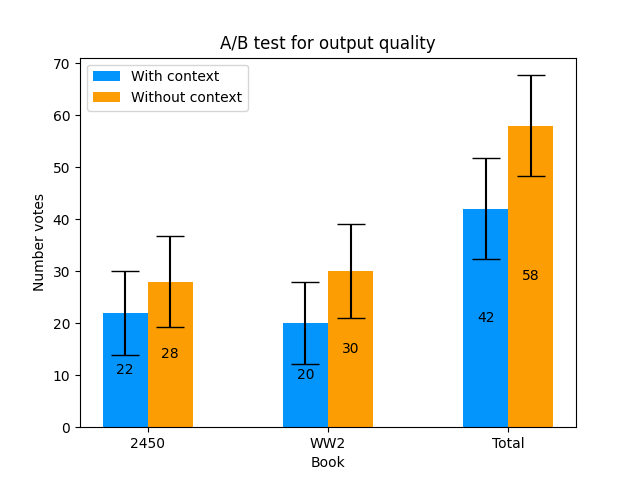 A/B test for output quality
With context
Without context
70
60
50
40
30
20
10
0
Number votes
22
28
20
30
42
58
2450
WW2
Total
Book